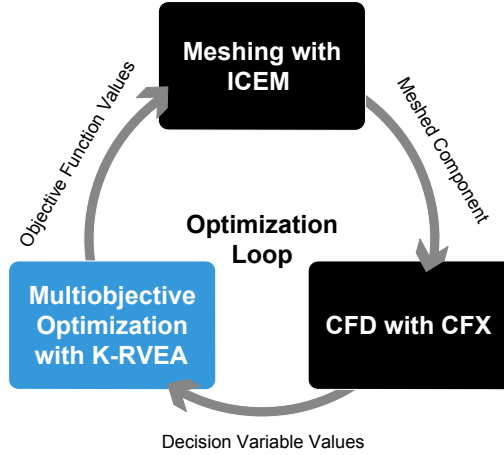 Meshing with
ICEM
Objective Function Values
Meshed Component
Optimization
Loop
Multiobjective
Optimization
with K-RVEA
CFD with CFX
Decision Variable Values